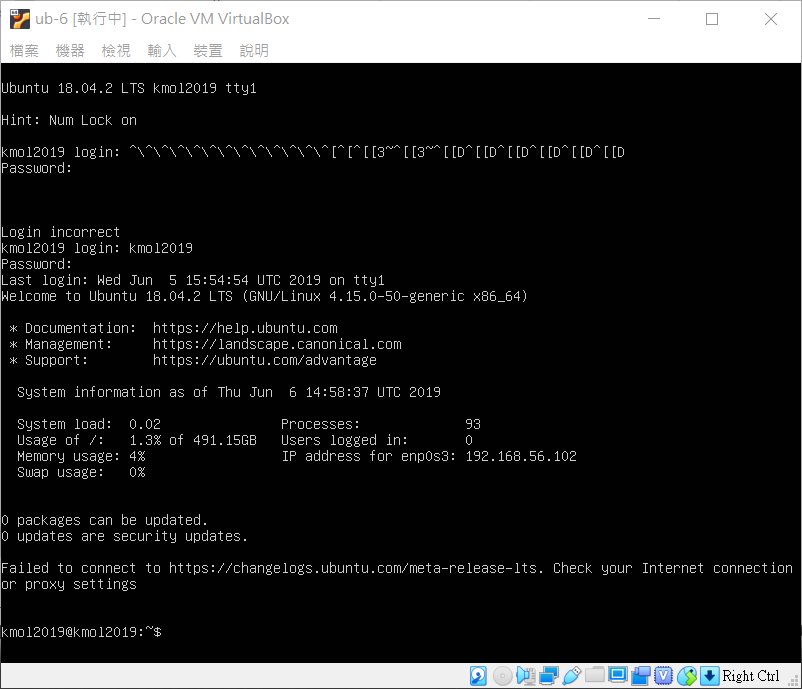 ub-6 [執行中] - Oracle VM VirtualBox
檔案 機器 檢視 輸入 裝置 說明
Ubuntu 18.04.2 LTS kmol2019 tty1
Hint: Num Lock on
kmol2019 login: ^\^\^\^\^\^\^\^\^\^\^\^\^[^[^[[3~^[[3~^[[D^[[D^[[D^[[D^[[D^[[D
Password:
Login incorrect
kmol2019 login: kmol2019
Password:
Last login: Wed Jun  5 15:54:54 UTC 2019 on tty1
Welcome to Ubuntu 18.04.2 LTS (GNU/Linux 4.15.0-50-generic x86_64)
 * Documentation:  https://help.ubuntu.com
 * Management:     https://landscape.canonical.com
 * Support:        https://ubuntu.com/advantage
  System information as of Thu Jun  6 14:58:37 UTC 2019
  System load:  0.02               Processes:             93
  Usage of /:   1.3% of 491.15GB   Users logged in:       0
  Memory usage: 4%                 IP address for enp0s3: 192.168.56.102
  Swap usage:   0%
0 packages can be updated.
0 updates are security updates.
Failed to connect to https://changelogs.ubuntu.com/meta-release-lts. Check your Internet connection
or proxy settings
kmol2019@kmol2019:~$
Right Ctrl